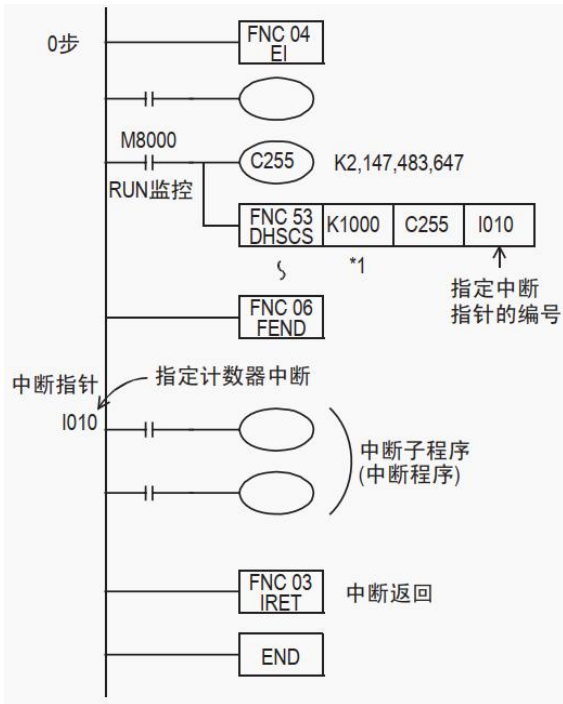 0步
FNC 04
EI
M8000
RUN监控
C255
K2,147,483,647
FNC 53
DHSCS
K1000
C255
I010
*1
指定中断
指针的编号
FNC 06
FEND
中断指针
指定计数器中断
I010
中断子程序
(中断程序)
FNC 03
IRET
中断返回
END